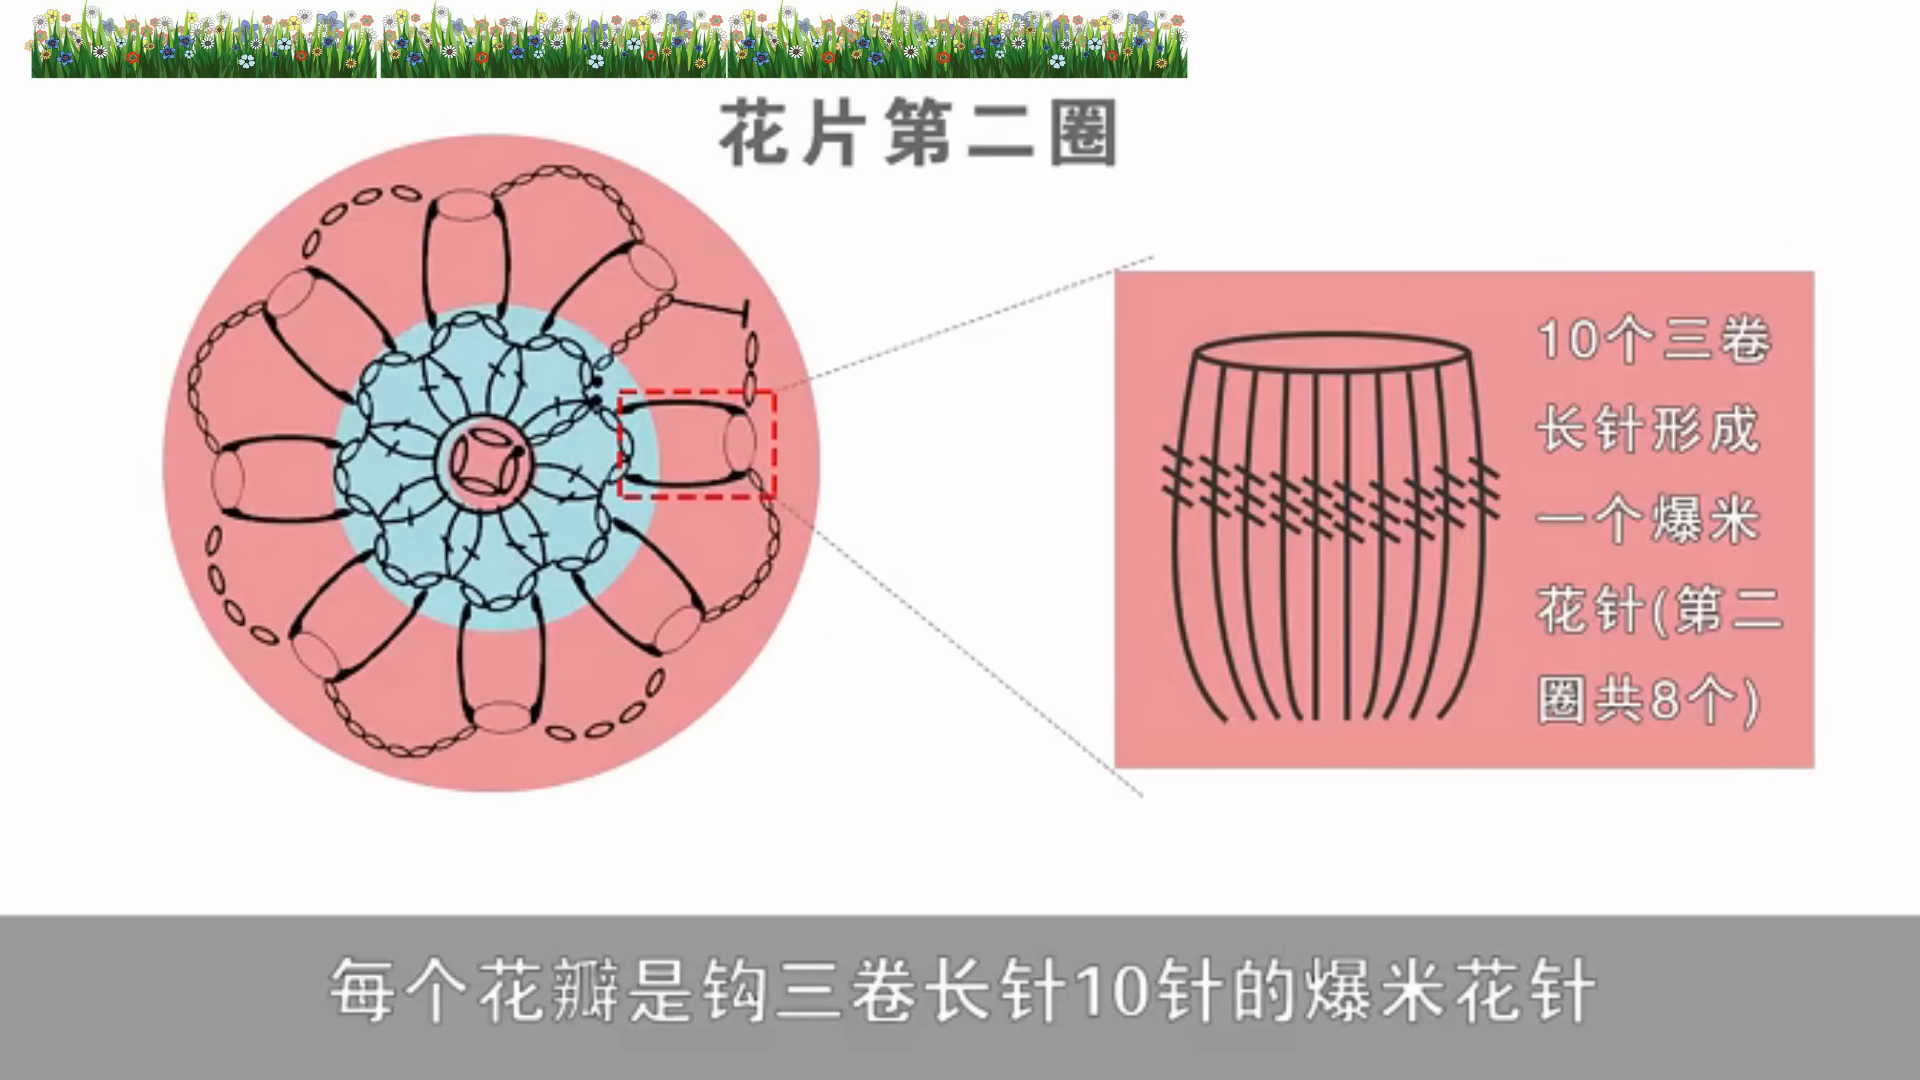 花片第二圈
10个三卷
长针形成
一个爆米
花针(第二
圈共8个)
每个花瓣是钩三卷长针10针的爆米花针